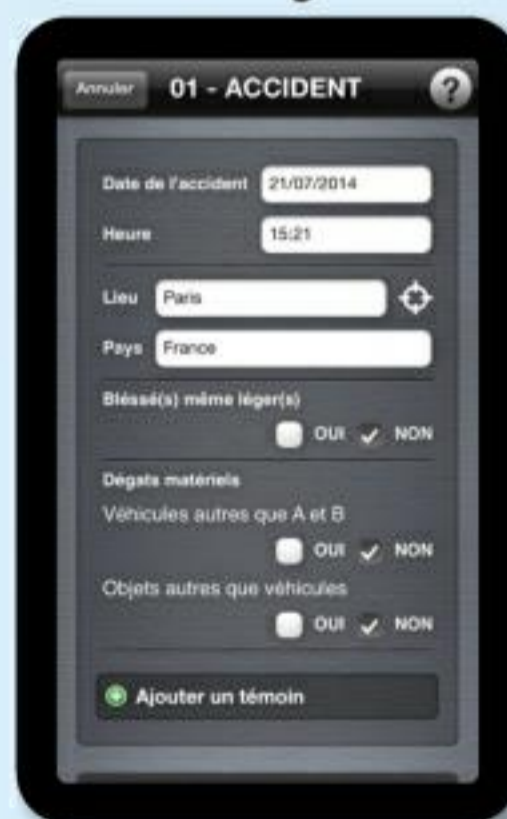 Annuler 01 - ACCIDENT ?
Date de l'accident 21/07/2014
Heure 15:21
Lieu Paris
Pays France
Bléssé(s) même léger(s)
OUI NON
Dégats matériels
Véhicules autres que A et B
OUI NON
Objets autres que véhicules
OUI NON
Ajouter un témoin